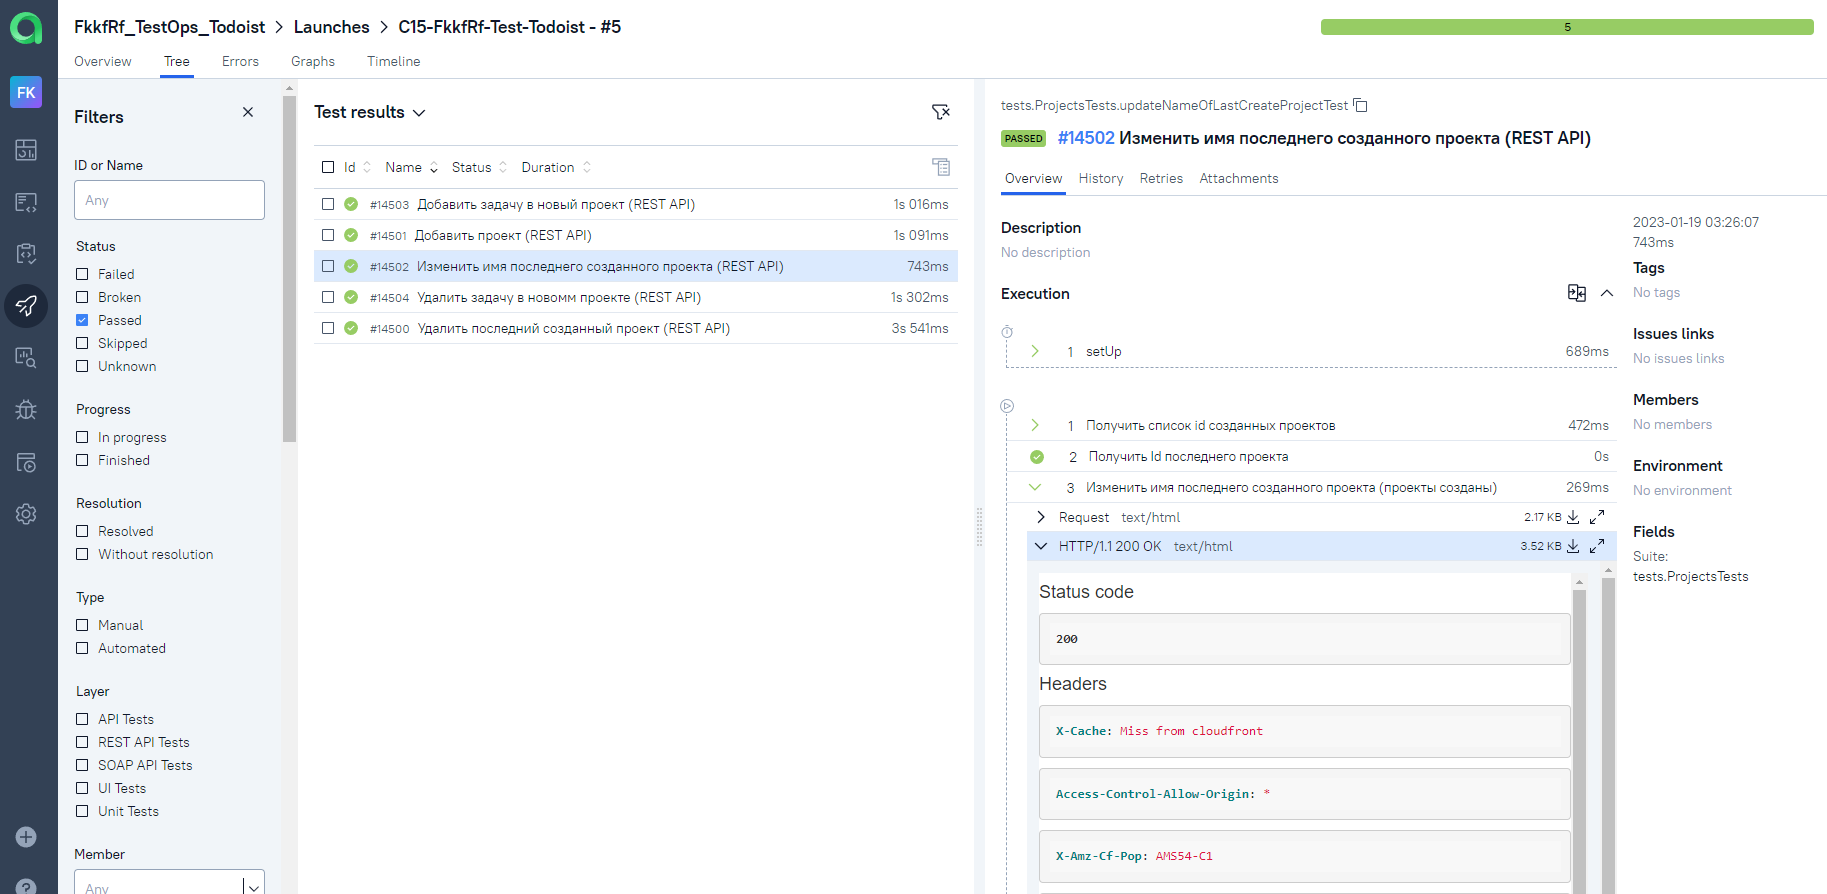 FkkfRf_TestOps_Todoist > Launches > C15-FkkfRf-Test-Todoist - #5
5
Overview Tree Errors Graphs Timeline
FK
Filters
ID or Name
Any
Status
Failed
Broken
Passed
Skipped
Unknown
Progress
In progress
Finished
Resolution
Resolved
Without resolution
Type
Manual
Automated
Layer
API Tests
REST API Tests
SOAP API Tests
UI Tests
Unit Tests
Member
Any
Test results
Id Name Status Duration
#14503 Добавить задачу в новый проект (REST API) 1s 016ms
#14501 Добавить проект (REST API) 1s 091ms
#14502 Изменить имя последнего созданного проекта (REST API) 743ms
#14504 Удалить задачу в новомм проекте (REST API) 1s 302ms
#14500 Удалить последний созданный проект (REST API) 3s 541ms
tests.ProjectsTests.updateNameOfLastCreateProjectTest
PASSED #14502 Изменить имя последнего созданного проекта (REST API)
Overview History Retries Attachments
Description
No description
Execution
1 setUp 689ms
1 Получить список id созданных проектов 472ms
2 Получить Id последнего проекта 0s
3 Изменить имя последнего созданного проекта (проекты созданы) 269ms
Request text/html 2.17 KB
HTTP/1.1 200 OK text/html 3.52 KB
Status code
200
Headers
X-Cache: Miss from cloudfront
Access-Control-Allow-Origin: *
X-Amz-Cf-Pop: AMS54-C1
2023-01-19 03:26:07
743ms
Tags
No tags
Issues links
No issues links
Members
No members
Environment
No environment
Fields
Suite:
tests.ProjectsTests